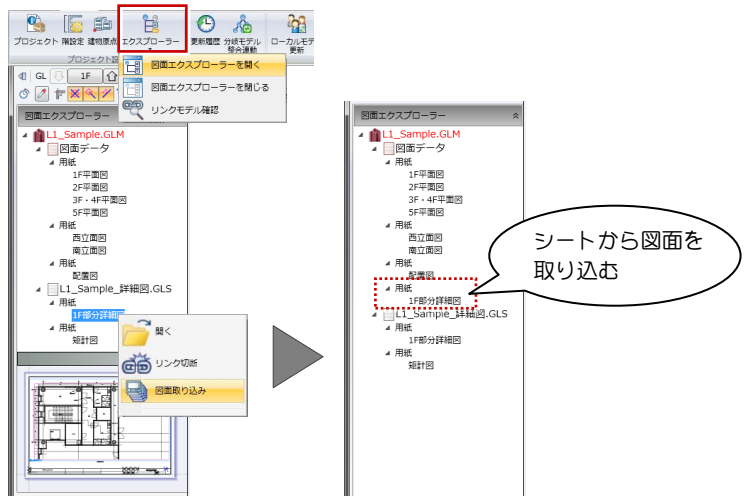 プロジェクト 階設定 建物原点 エクスプローラー 更新履歴 分岐モデル 整合連動 ローカルモデ 更新
プロジェクト設
図面エクスプローラーを開く
図面エクスプローラーを閉じる
リンクモデル確認
GL 1F
図面エクスプローラー
L1_Sample.GLM
図面データ
用紙
1F平面図
2F平面図
3F・4F平面図
5F平面図
用紙
西立面図
南立面図
用紙
配置図
L1_Sample_詳細図.GLS
用紙
1F部分詳細図
用紙
矩計図
開く
リンク切断
図面取り込み
図面エクスプローラー
L1_Sample.GLM
図面データ
用紙
1F平面図
2F平面図
3F・4F平面図
5F平面図
用紙
西立面図
南立面図
用紙
配置図
用紙
1F部分詳細図
L1_Sample_詳細図.GLS
用紙
1F部分詳細図
用紙
矩計図
シートから図面を
取り込む